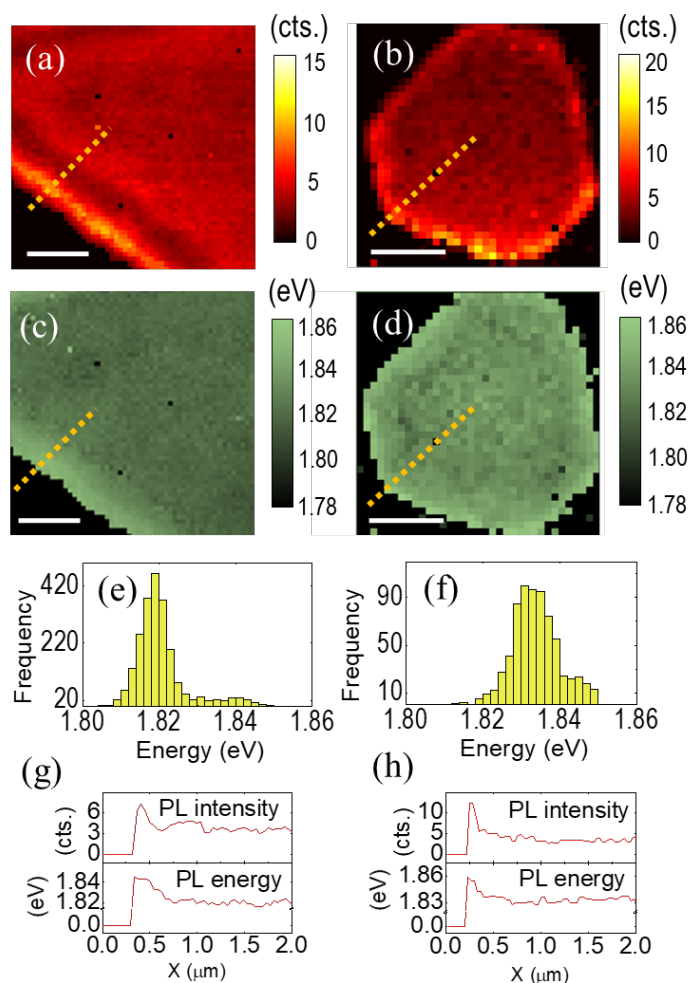 (a)
(cts.)
15
10
5
0
(b)
(cts.)
20
15
10
5
0
(c)
(eV)
1.86
1.84
1.82
1.80
1.78
(d)
(eV)
1.86
1.84
1.82
1.80
1.78
(e)
Frequency
420
220
20
1.80 1.82 1.84 1.86
Energy (eV)
(f)
Frequency
90
50
10
1.80 1.82 1.84 1.86
Energy (eV)
(g)
PL intensity
(cts.)
6
3
0
PL energy
(eV)
1.84
1.82
0.0
0.0 0.5 1.0 1.5 2.0
X (μm)
(h)
PL intensity
(cts.)
10
5
0
PL energy
(eV)
1.86
1.83
0.0
0.0 0.5 1.0 1.5 2.0
X (μm)